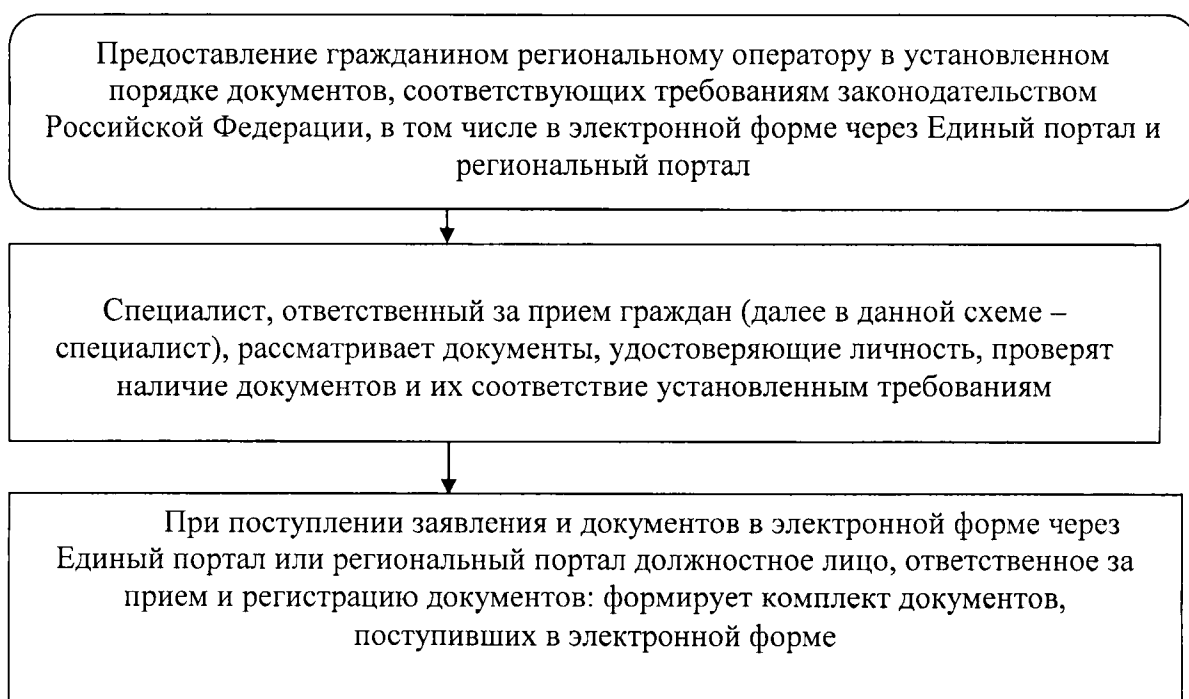 Предоставление гражданином региональному оператору в установленном
порядке документов, соответствующих требованиям законодательством
Российской Федерации, в том числе в электронной форме через Единый портал и
региональный портал
Специалист, ответственный за прием граждан (далее в данной схеме –
специалист), рассматривает документы, удостоверяющие личность, проверят
наличие документов и их соответствие установленным требованиям
При поступлении заявления и документов в электронной форме через
Единый портал или региональный портал должностное лицо, ответственное за
прием и регистрацию документов: формирует комплект документов,
поступивших в электронной форме